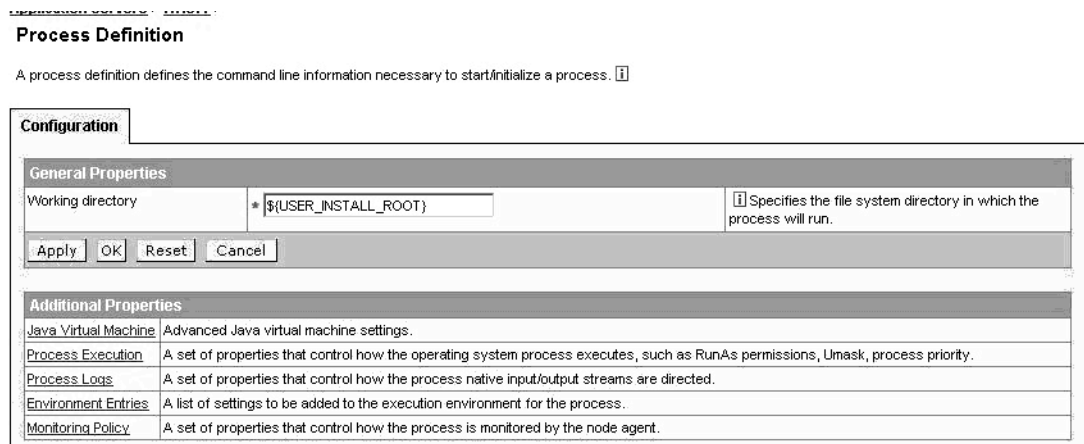 Process Definition
A process definition defines the command line information necessary to start/initialize a process. i
Configuration
General Properties
Working directory
* ${USER_INSTALL_ROOT}
i Specifies the file system directory in which the
process will run.
Apply OK Reset Cancel
Additional Properties
Java Virtual Machine Advanced Java virtual machine settings.
Process Execution A set of properties that control how the operating system process executes, such as RunAs permissions, Umask, process priority.
Process Logs A set of properties that control how the process native input/output streams are directed.
Environment Entries A list of settings to be added to the execution environment for the process.
Monitoring Policy A set of properties that control how the process is monitored by the node agent.